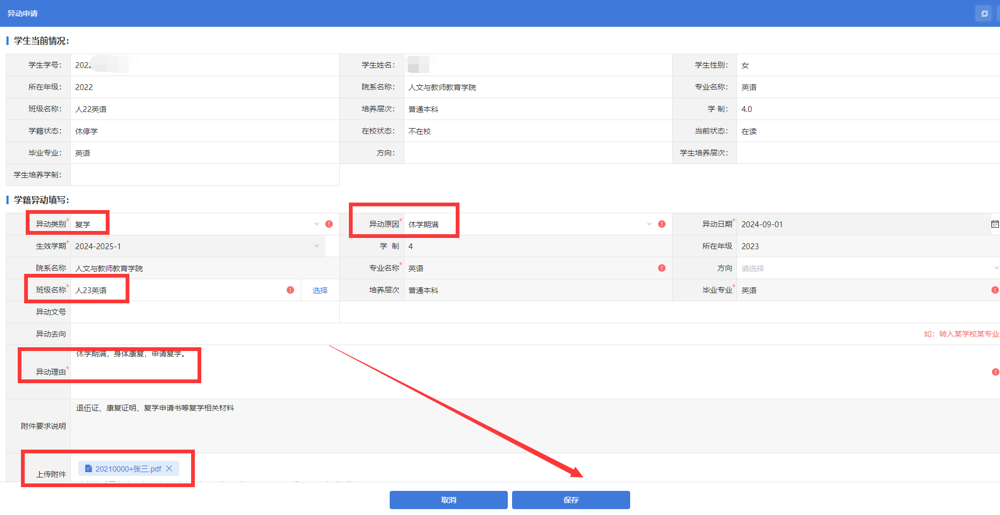 异动申请
学生当前情况：
学生学号： 2022 学生姓名： 学生性别： 女
所在年级： 2022 院系名称： 人文与教师教育学院 专业名称： 英语
班级名称： 人22英语 培养层次： 普通本科 学 制： 4.0
学籍状态： 休停学 在校状态： 不在校 当前状态： 在读
毕业专业： 英语 方向： 学生培养层次：
学生培养学制：
学籍异动填写：
异动类别* 复学 异动原因* 休学期满 异动日期* 2024-09-01
生效学期* 2024-2025-1 学 制 4 所在年级 2023
院系名称 人文与教师教育学院 专业名称* 英语 方向 请选择
班级名称* 人23英语 选择 培养层次 普通本科 毕业专业* 英语
异动文号
异动去向 如：转入某学校某专业
休学期满，身体康复，申请复学。
异动理由*
退伍证、康复证明、复学申请书等复学相关材料
附件要求说明
20210000+张三.pdf
上传附件
取消 保存